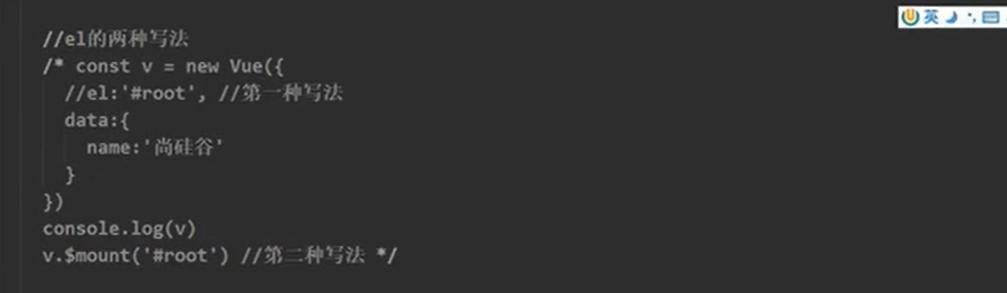 英
//el的两种写法
/* const v = new Vue({
//el:'#root', //第一种写法
data:{
name:'尚硅谷'
}
})
console.log(v)
v.$mount('#root') //第二种写法 */